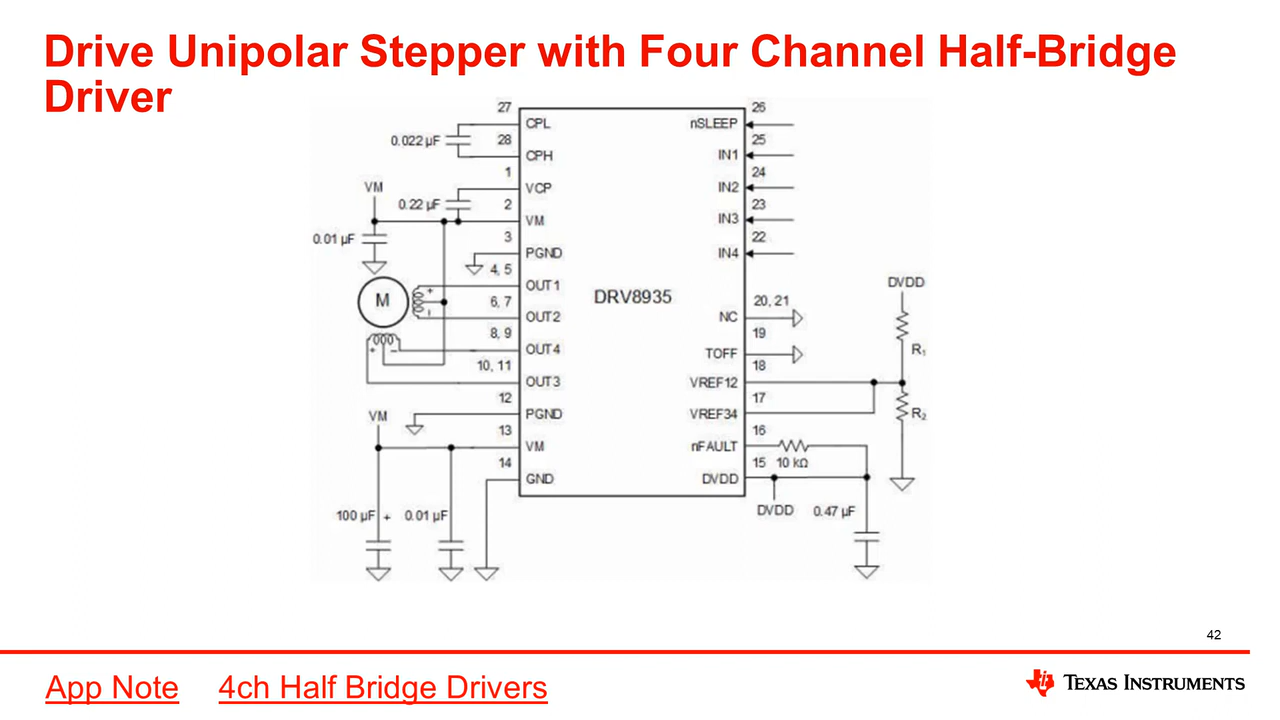 Drive Unipolar Stepper with Four Channel Half-Bridge
Driver
27
CPL
0.022 µF
28
CPH
1
VM
VCP
0.22 µF
2
VM
0.01 µF
3
PGND
4, 5
OUT1
M
+
6, 7
-
OUT2
8, 9
+
-
OUT4
10, 11
OUT3
12
VM
PGND
13
VM
14
GND
100 µF
+
0.01 µF
DRV8935
26
nSLEEP
25
IN1
24
IN2
23
IN3
22
IN4
20, 21
NC
19
TOFF
18
VREF12
17
VREF34
16
nFAULT
15
10 kΩ
DVDD
DVDD
0.47 µF
DVDD
R1
R2
42
App Note
4ch Half Bridge Drivers
TEXAS INSTRUMENTS